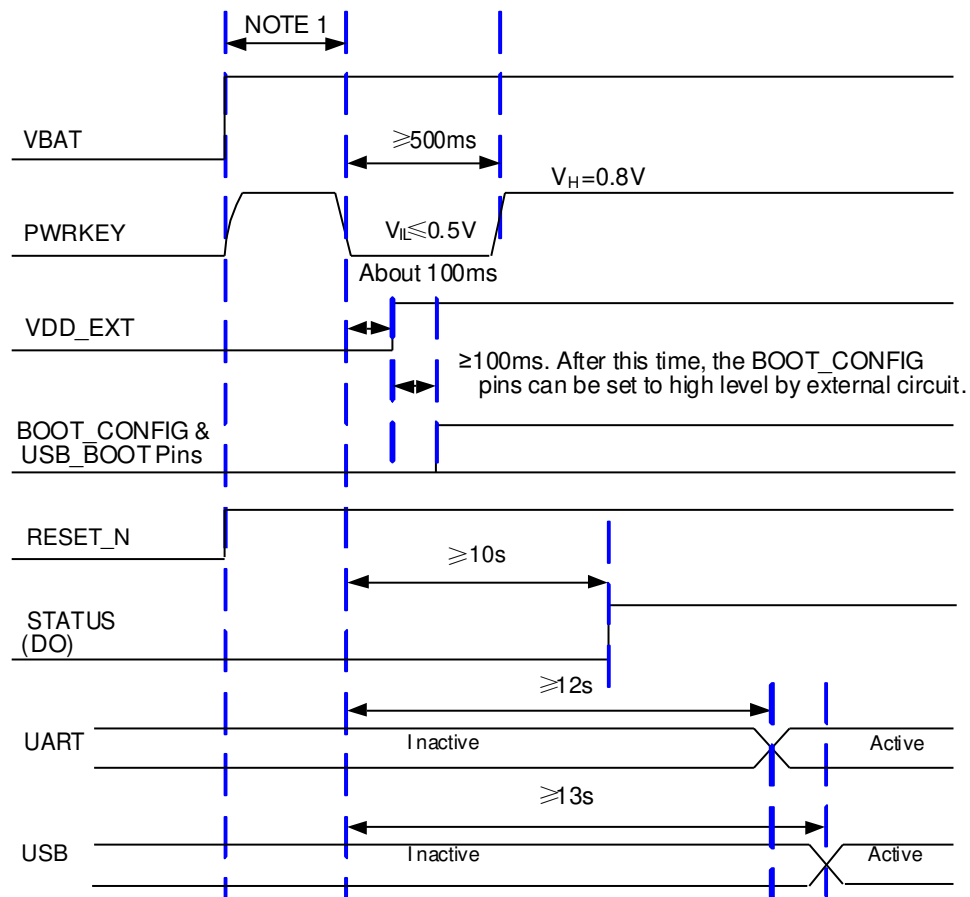 NOTE 1
VBAT
≥500ms
VH=0.8V
PWRKEY
VIL≤0.5V
About 100ms
VDD_EXT
≥100ms. After this time, the BOOT_CONFIG
pins can be set to high level by external circuit.
BOOT_CONFIG &
USB_BOOT Pins
RESET_N
≥10s
STATUS
(DO)
≥12s
UART
Inactive
Active
≥13s
USB
Inactive
Active